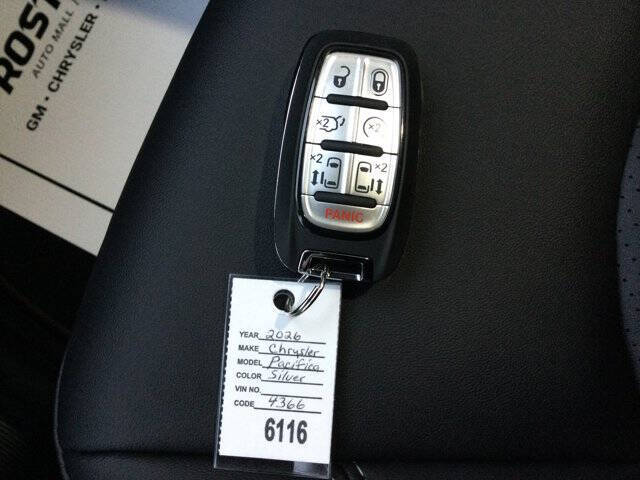 ROST
AUTO MALL /
GM • CHRYSLER •
×2 ×2
×2 ×2
PANIC
YEAR 2026
MAKE Chrysler
MODEL Pacifica
COLOR Silver
VIN NO.
CODE 4366
6116